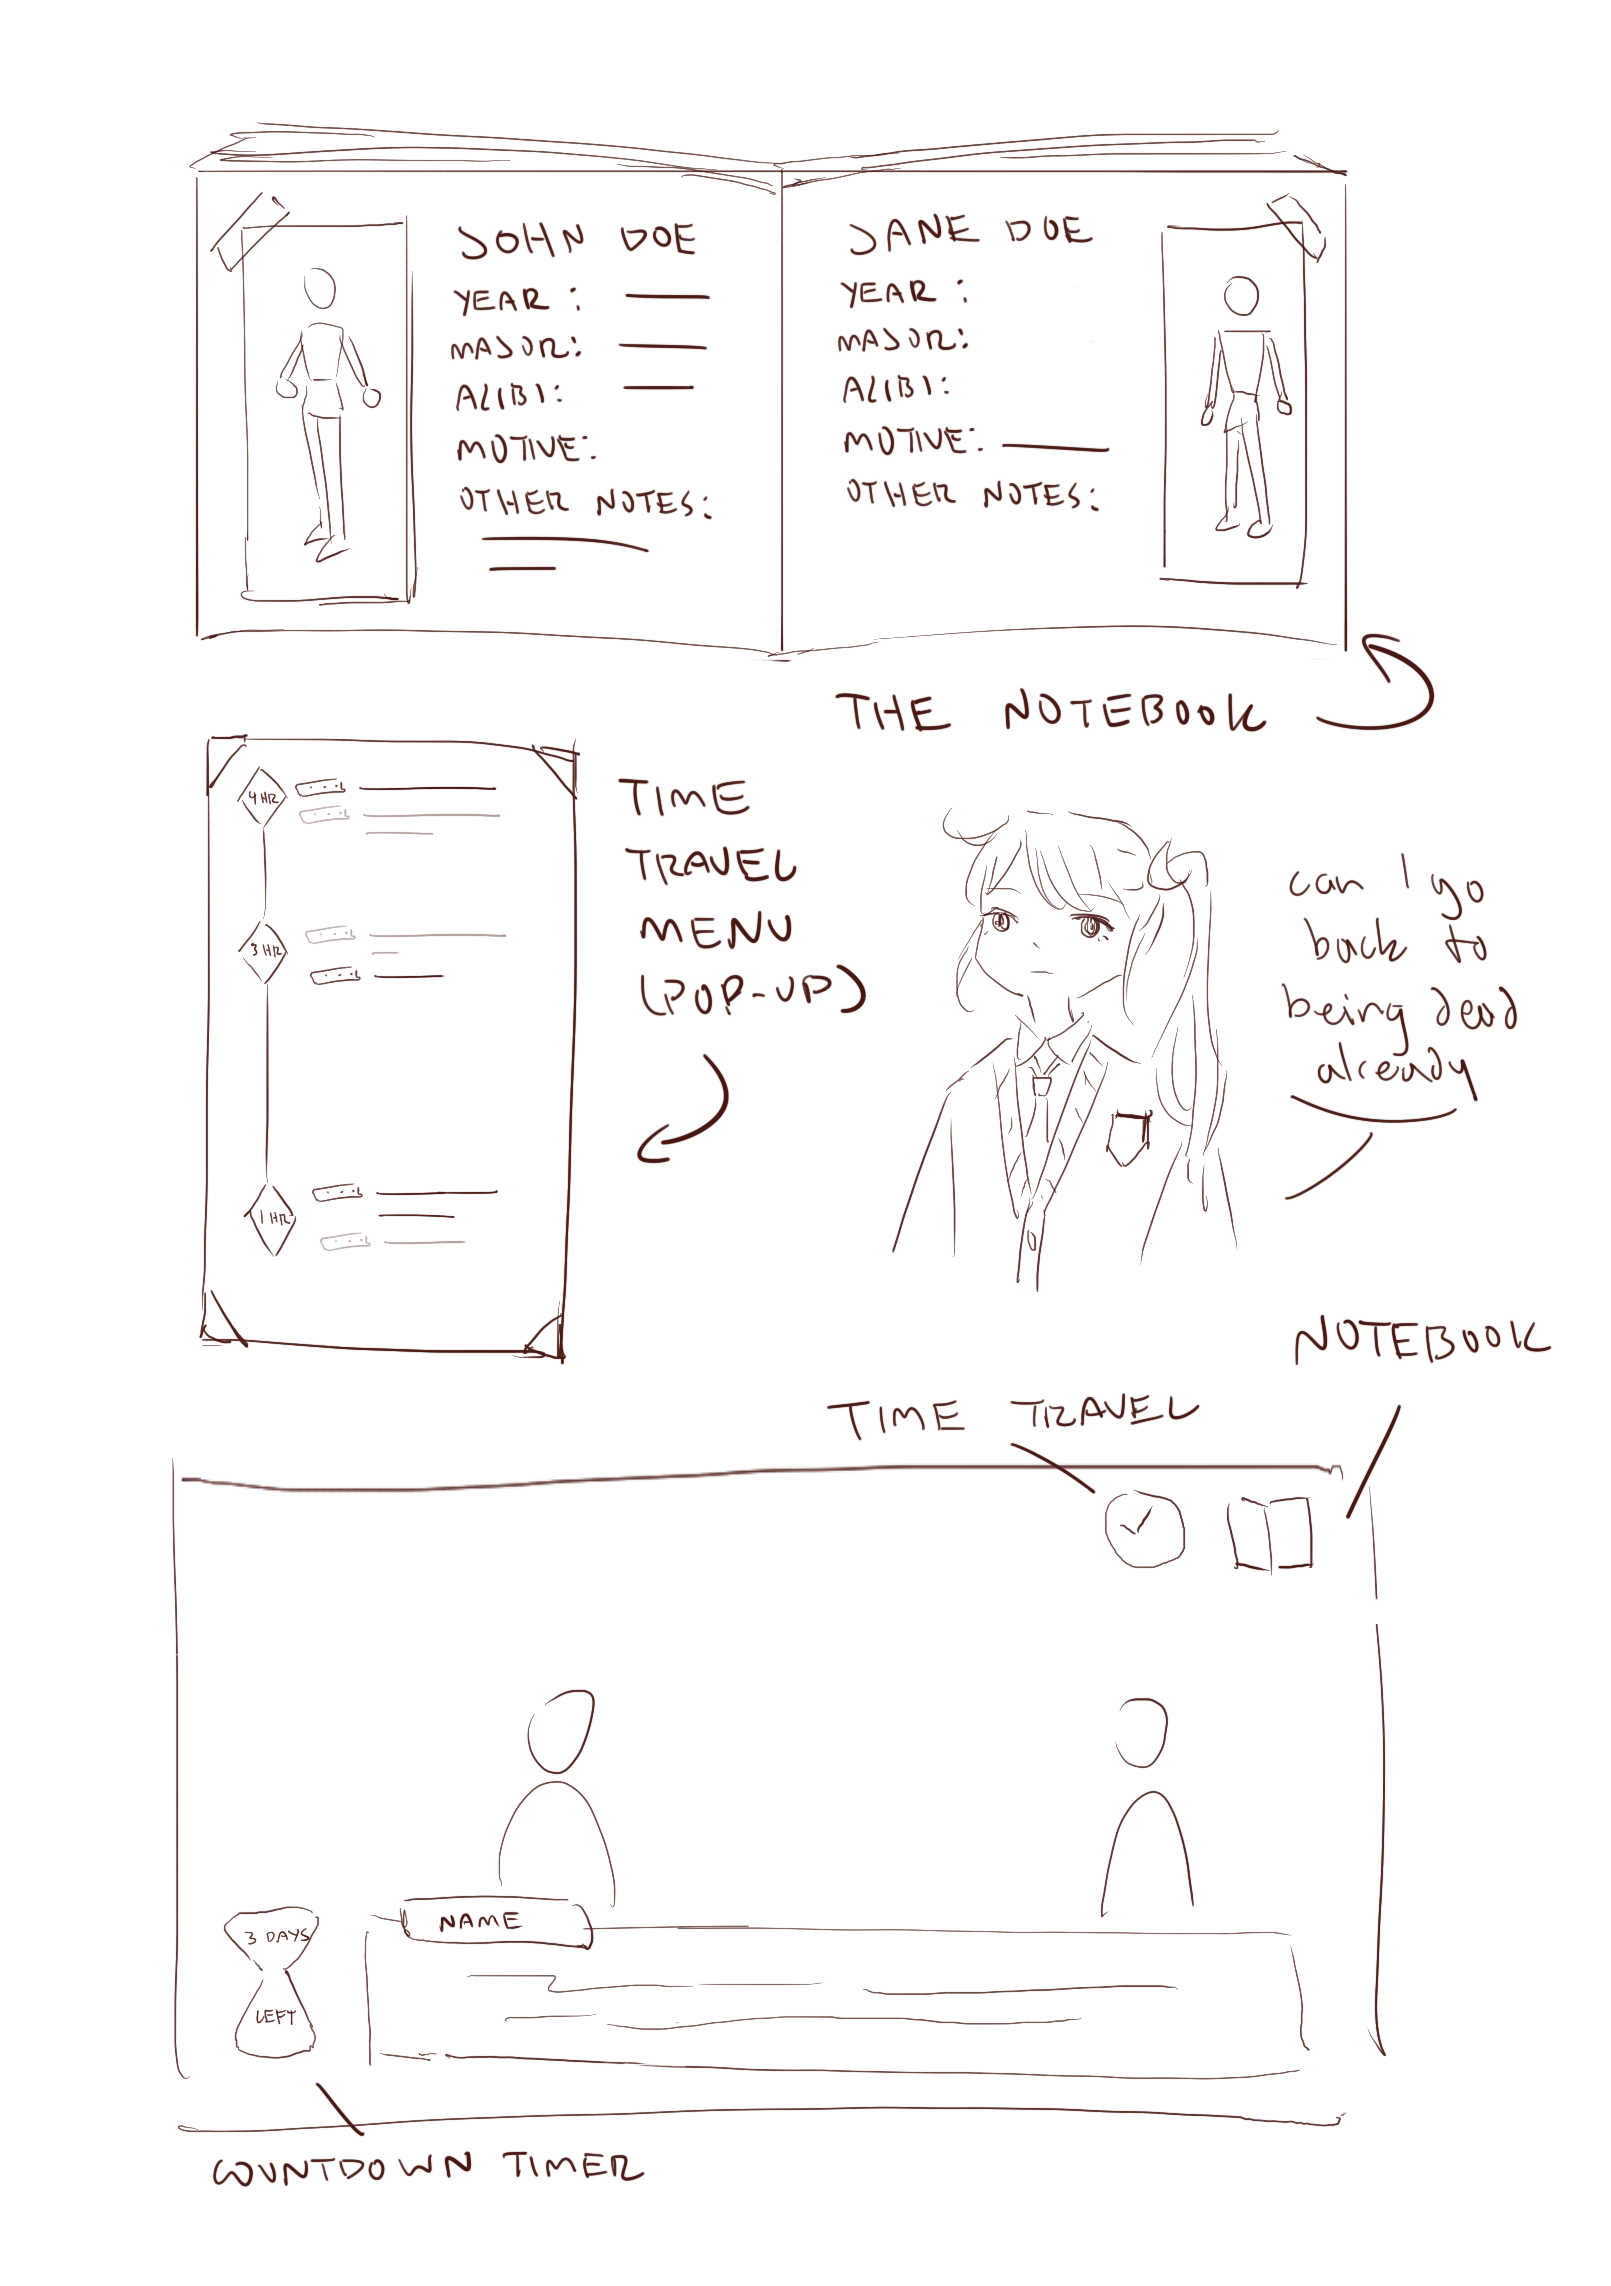 JOHN DOE
YEAR:
MAJOR:
ALIBI:
MOTIVE:
OTHER NOTES:
JANE DOE
YEAR:
MAJOR:
ALIBI:
MOTIVE:
OTHER NOTES:
THE NOTEBOOK
4 HR
3 HR
1 HR
TIME
TRAVEL
MENU
(POP-UP)
can I go
back to
being dead
already
NOTEBOOK
TIME TRAVEL
NAME
3 DAYS
LEFT
COUNTDOWN TIMER